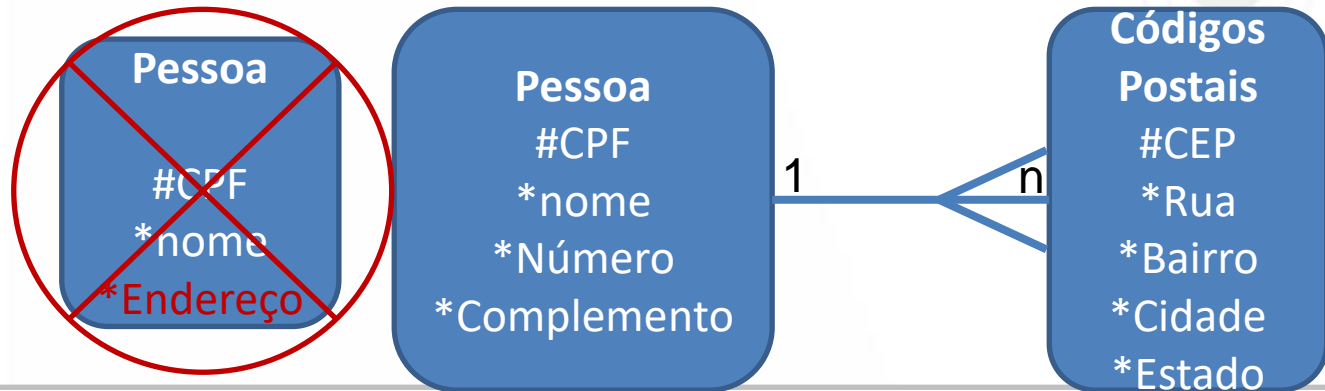 Pessoa
#CPF
*nome
*Endereço
Pessoa
#CPF
*nome
*Número
*Complemento
1
n
Códigos
Postais
#CEP
*Rua
*Bairro
*Cidade
*Estado